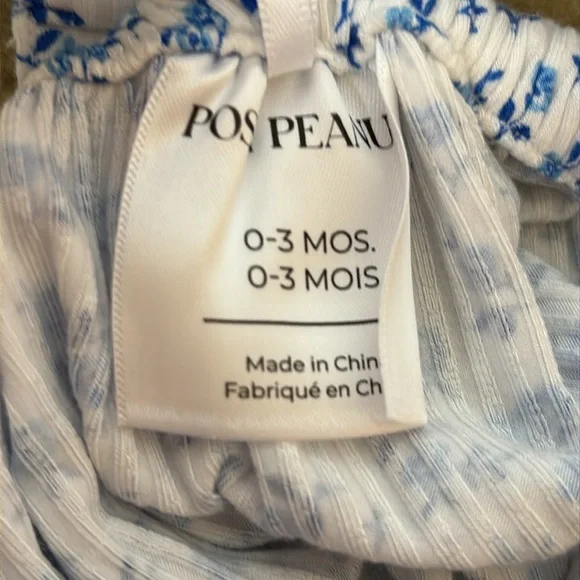 POS PEANU
0-3 MOS.
0-3 MOIS
Made in Chin
Fabriqué en Ch